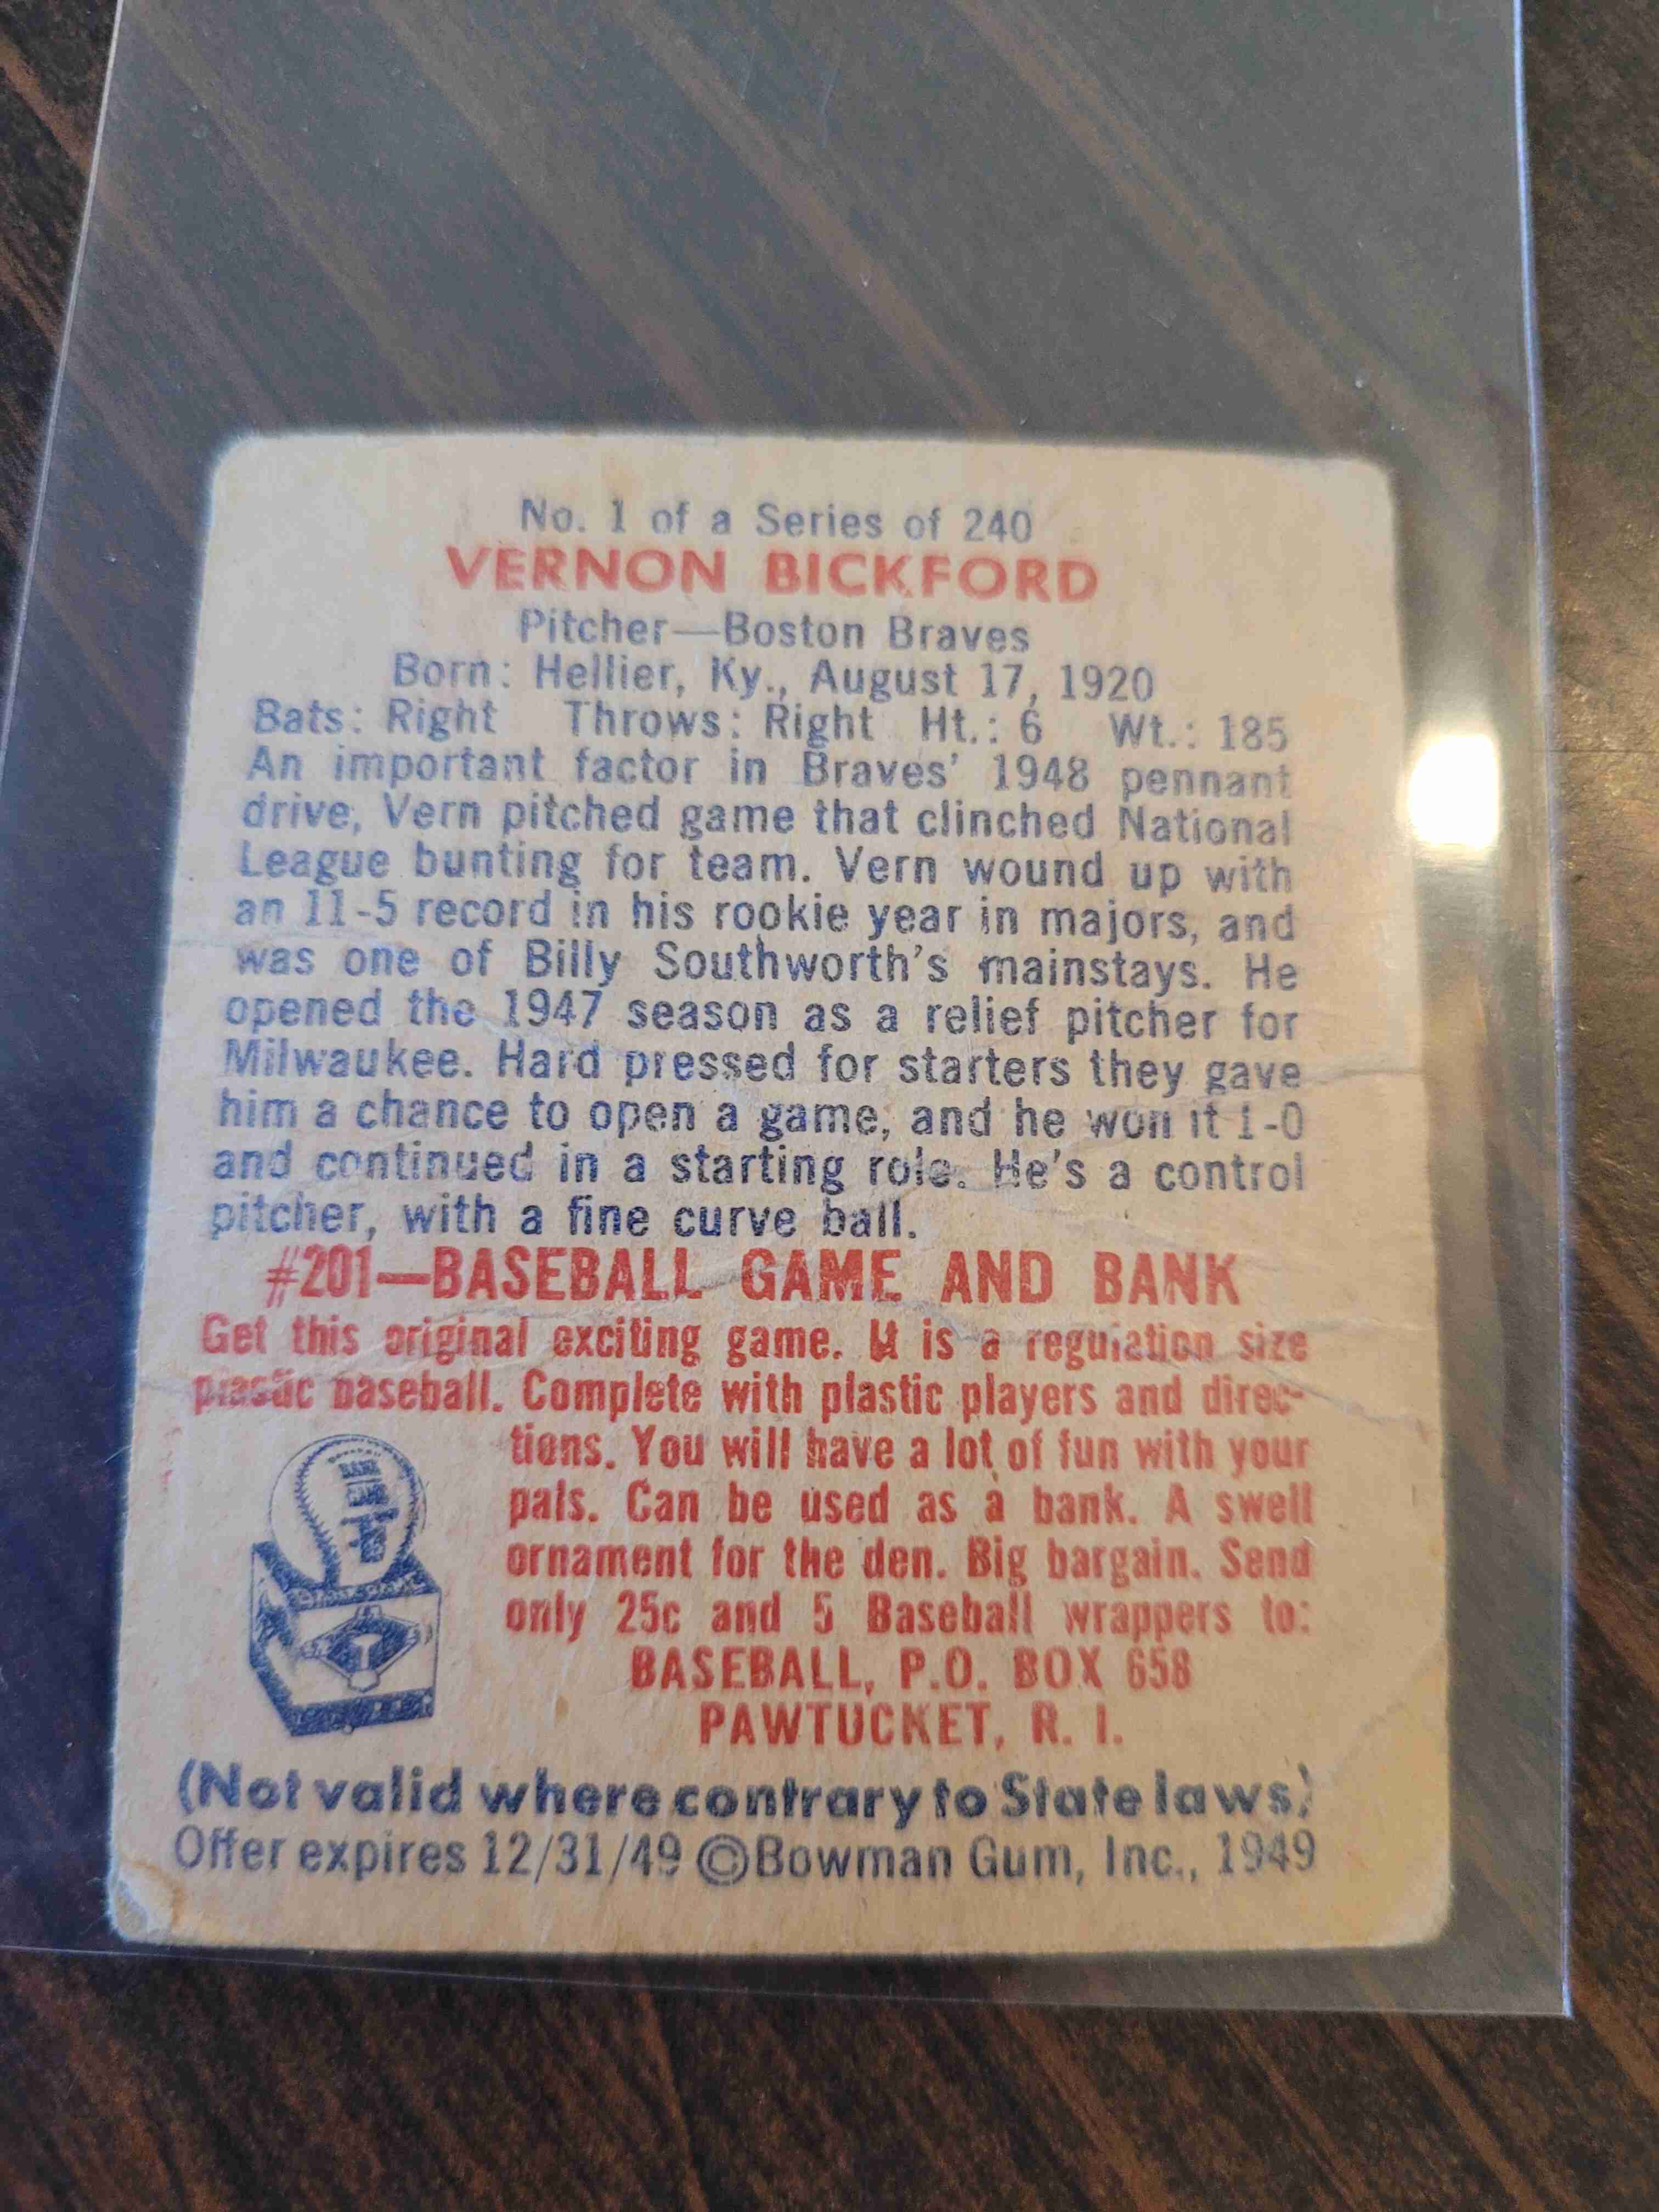 No. 1 of a Series of 240
VERNON BICKFORD
Pitcher—Boston Braves
Born: Hellier, Ky., August 17, 1920
Bats: Right Throws: Right Ht.: 6 Wt.: 185
An important factor in Braves' 1948 pennant
drive, Vern pitched game that clinched National
League bunting for team. Vern wound up with
an 11-5 record in his rookie year in majors, and
was one of Billy Southworth's mainstays. He
opened the 1947 season as a relief pitcher for
Milwaukee. Hard pressed for starters they gave
him a chance to open a game, and he won it 1-0
and continued in a starting role. He's a control
pitcher, with a fine curve ball.
#201—BASEBALL GAME AND BANK
Get this original exciting game. It is a regulation size
plastic baseball. Complete with plastic players and direc-
tions. You will have a lot of fun with your
pals. Can be used as a bank. A swell
ornament for the den. Big bargain. Send
only 25c and 5 Baseball wrappers to:
BASEBALL, P.O. BOX 658
PAWTUCKET, R. I.
BANK
GAME
(Not valid where contrary to State laws)
Offer expires 12/31/49 ©Bowman Gum, Inc., 1949